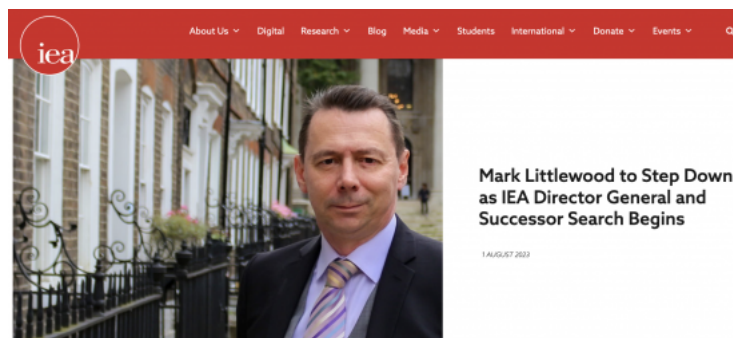 About Us Digital Research Blog Media Students International Donate Events
iea
Mark Littlewood to Step Down
as IEA Director General and
Successor Search Begins
1 AUGUST 2023